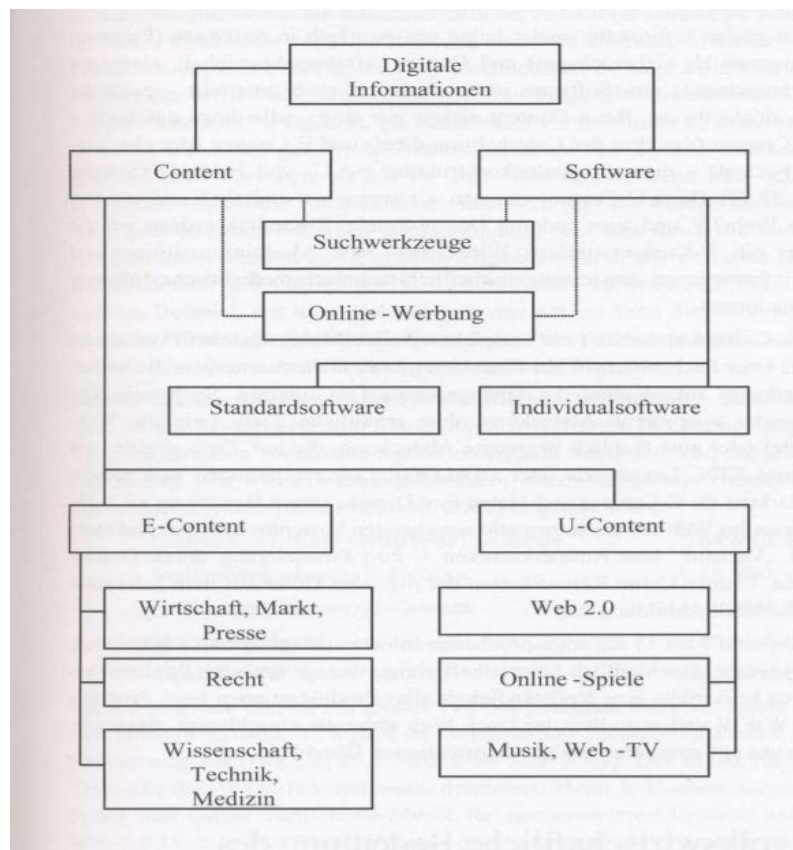 Digitale
Informationen
Content
Software
Suchwerkzeuge
Online -Werbung
Standardsoftware
Individualsoftware
E-Content
U-Content
Wirtschaft, Markt,
Presse
Web 2.0
Recht
Online -Spiele
Wissenschaft,
Technik,
Medizin
Musik, Web -TV